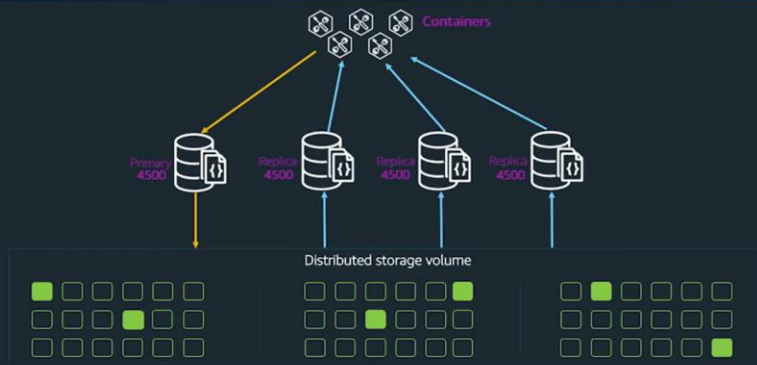 Containers
Primary
4500
Replica
4500
Replica
4500
Replica
4500
Distributed storage volume